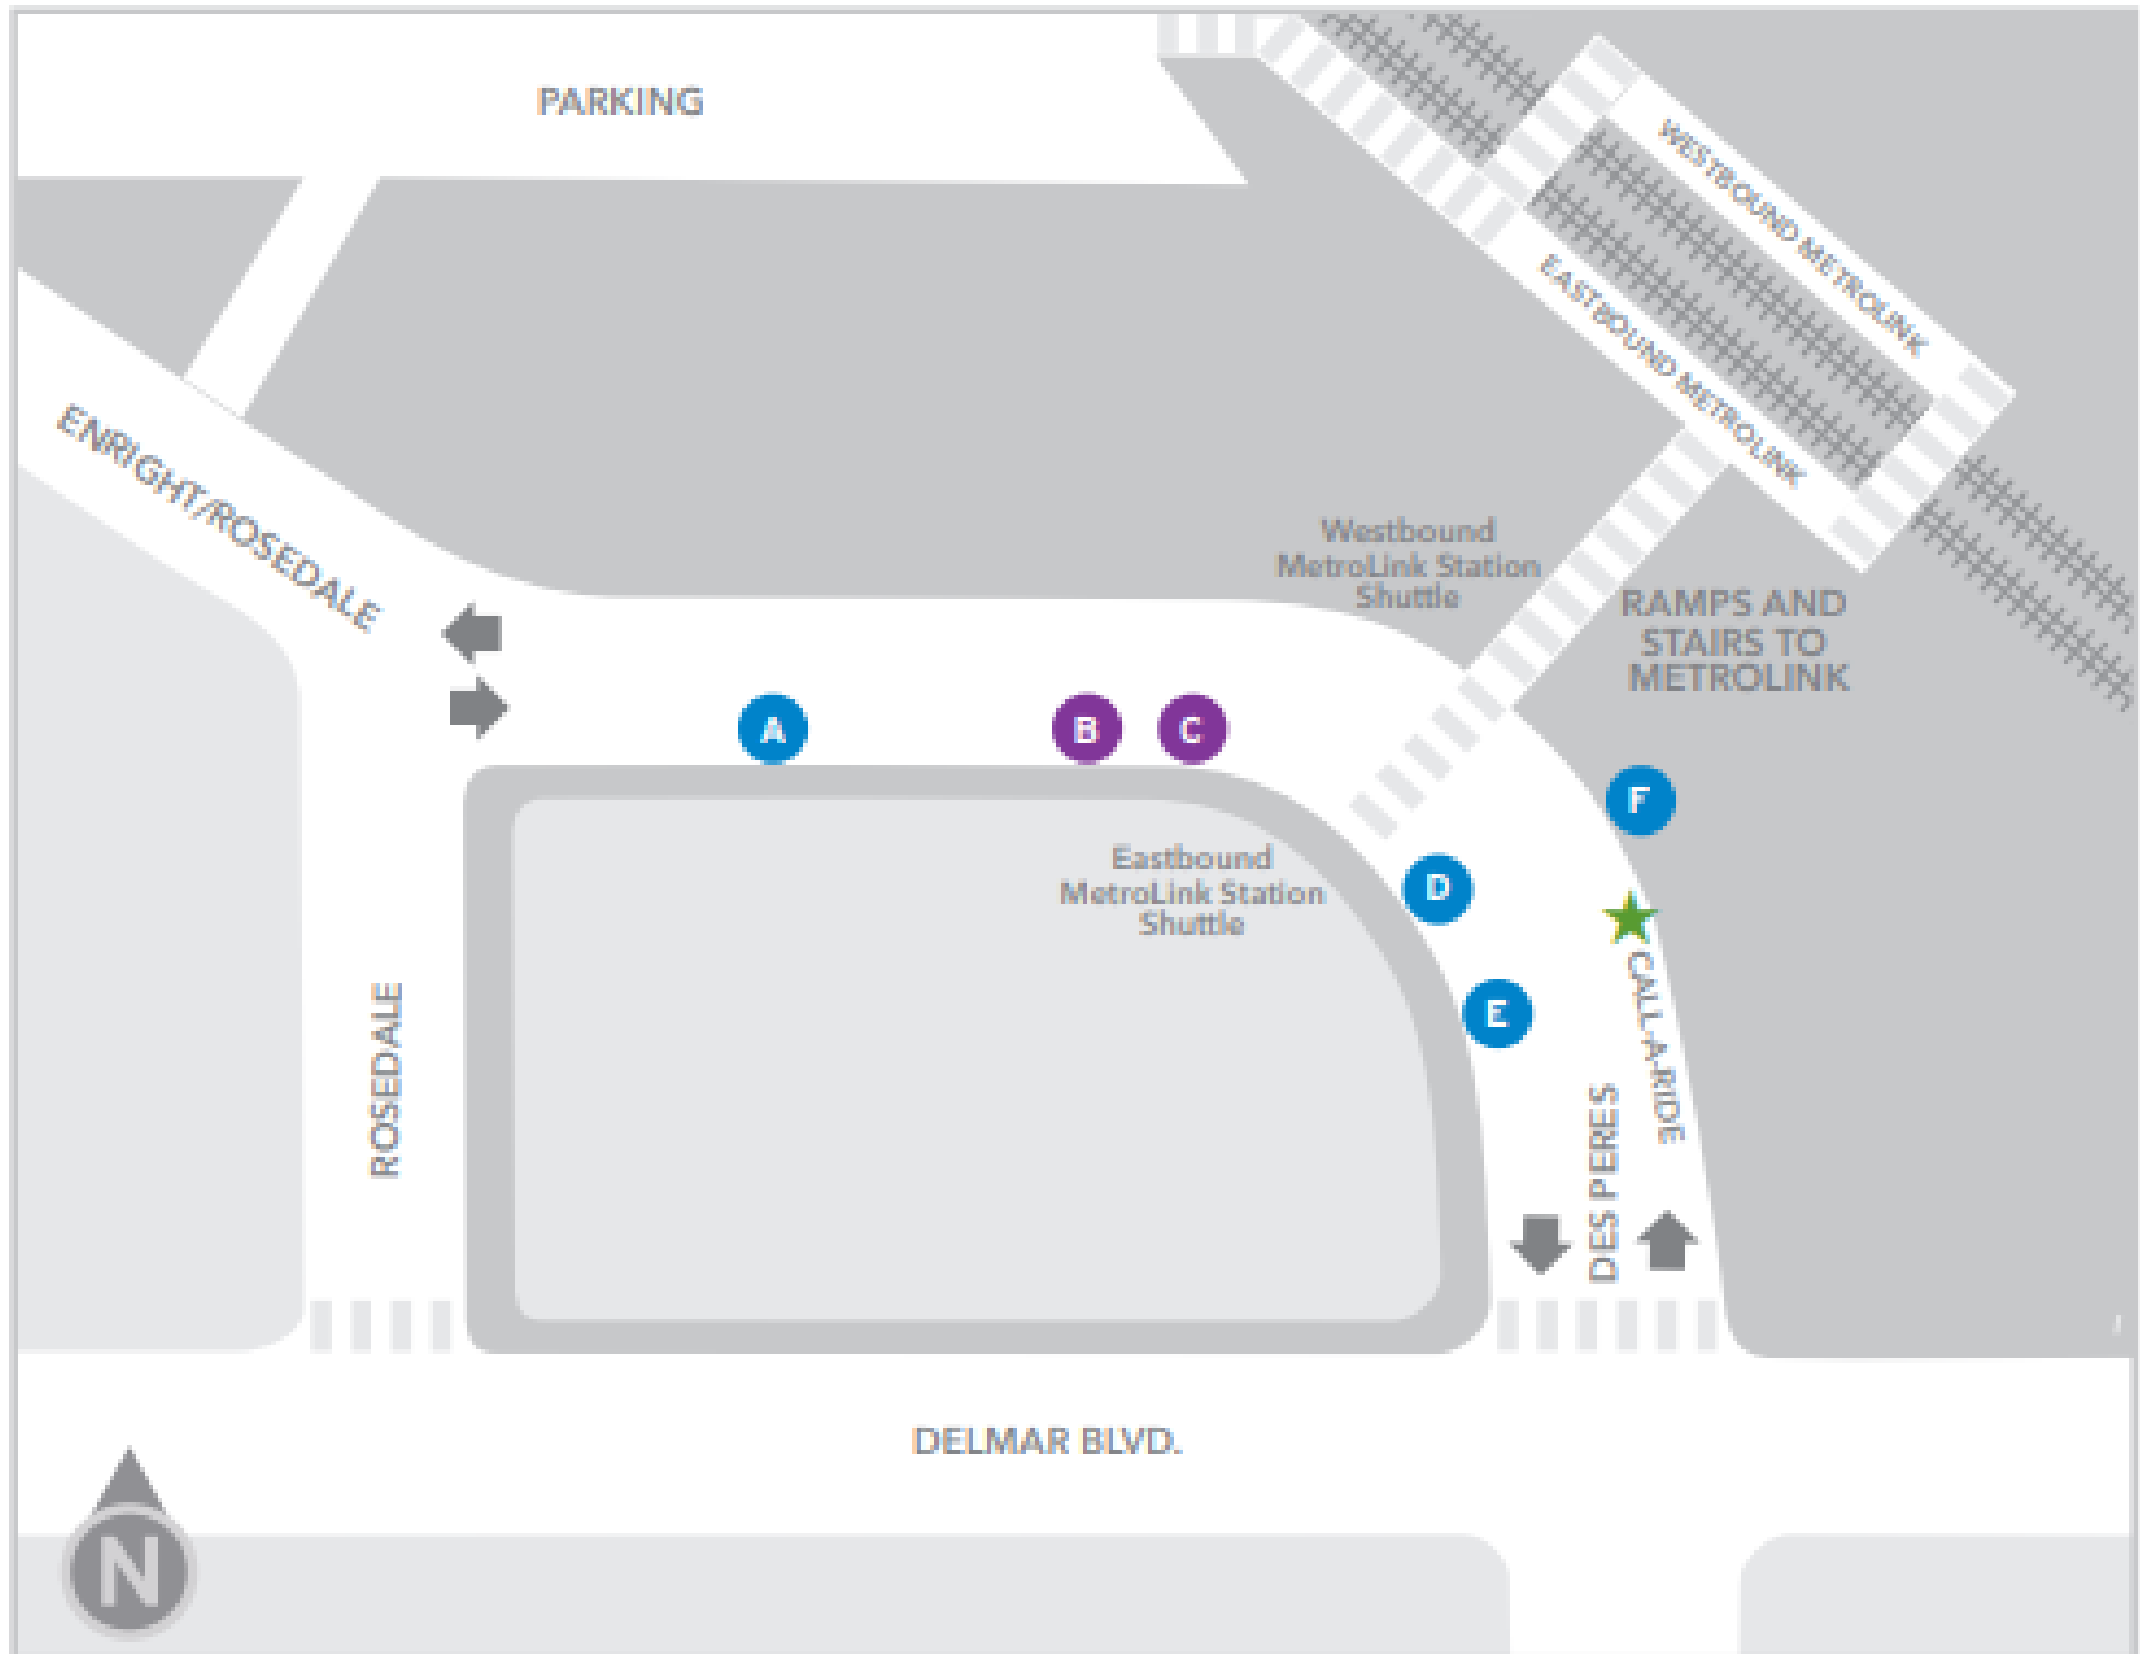 PARKING
WESTBOUND METROLINK
EASTBOUND METROLINK
ENRIGHT/ROSEDALE
Westbound
MetroLink Station
Shuttle
RAMPS AND
STAIRS TO
METROLINK
A
B
C
F
D
Eastbound
MetroLink Station
Shuttle
E
CALL-A-RIDE
ROSEDALE
DES PERES
DELMAR BLVD.
N